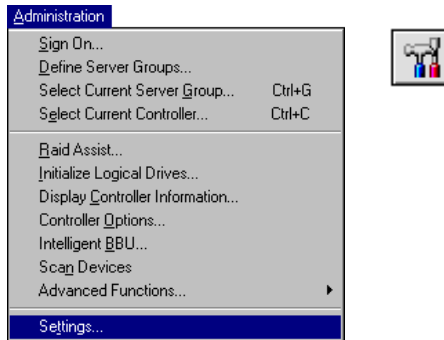 Administration
Sign On...
Define Server Groups...
Select Current Server Group... Ctrl+G
Select Current Controller... Ctrl+C
Raid Assist...
Initialize Logical Drives...
Display Controller Information...
Controller Options...
Intelligent BBU...
Scan Devices
Advanced Functions...
Settings...